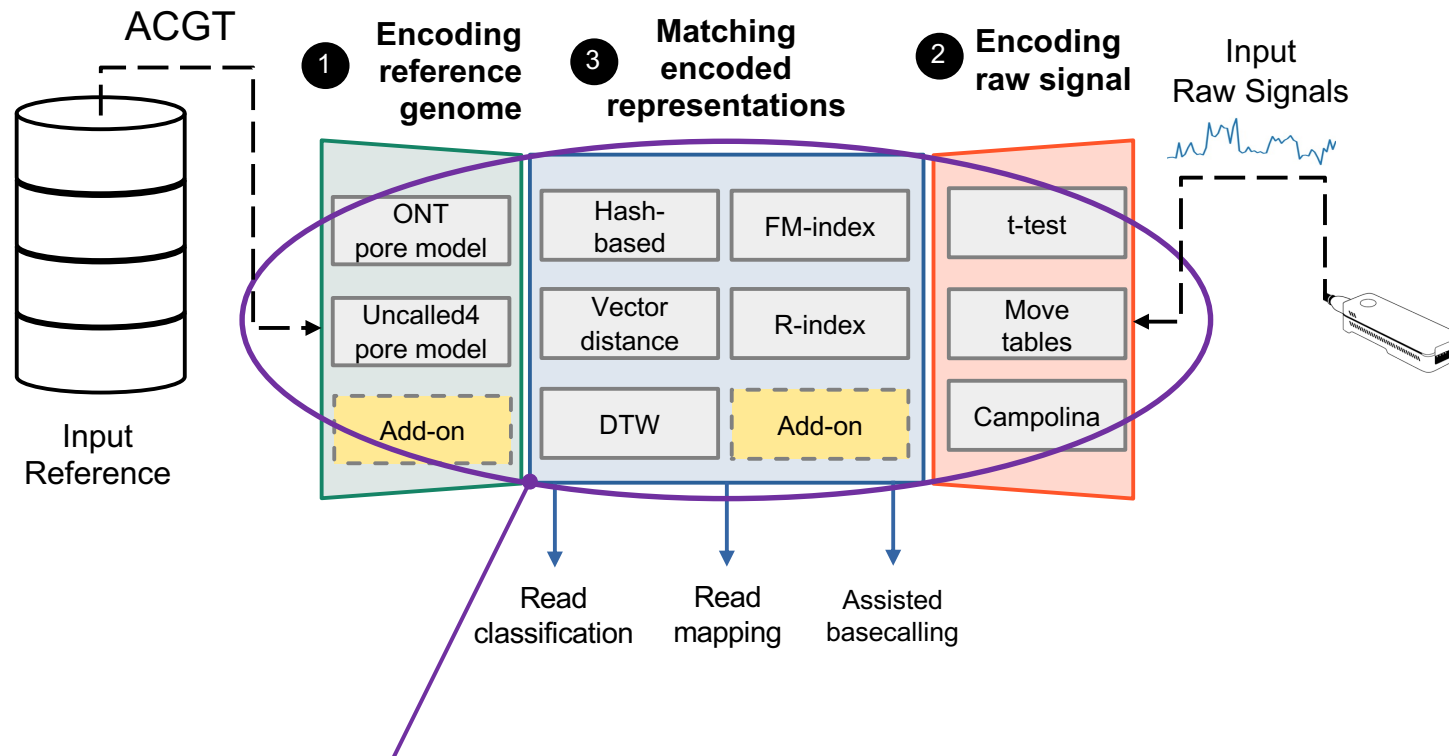 ACGT
1
Encoding
reference
genome
3
Matching
encoded
representations
2
Encoding
raw signal
Input
Raw Signals
ONT
pore model
Uncalled4
pore model
Add-on
Hash-
based
FM-index
Vector
distance
R-index
DTW
Add-on
t-test
Move
tables
Campolina
Input
Reference
Read
classification
Read
mapping
Assisted
basecalling